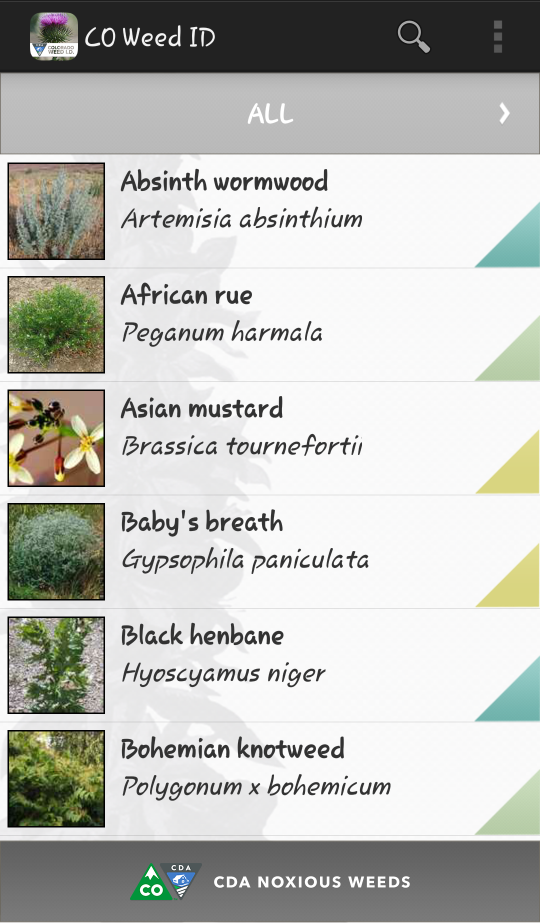 CO Weed ID
ALL
Absinth wormwood
Artemisia absinthium
African rue
Peganum harmala
Asian mustard
Brassica tournefortii
Baby's breath
Gypsophila paniculata
Black henbane
Hyoscyamus niger
Bohemian knotweed
Polygonum x bohemicum
CO CDA CDA NOXIOUS WEEDS